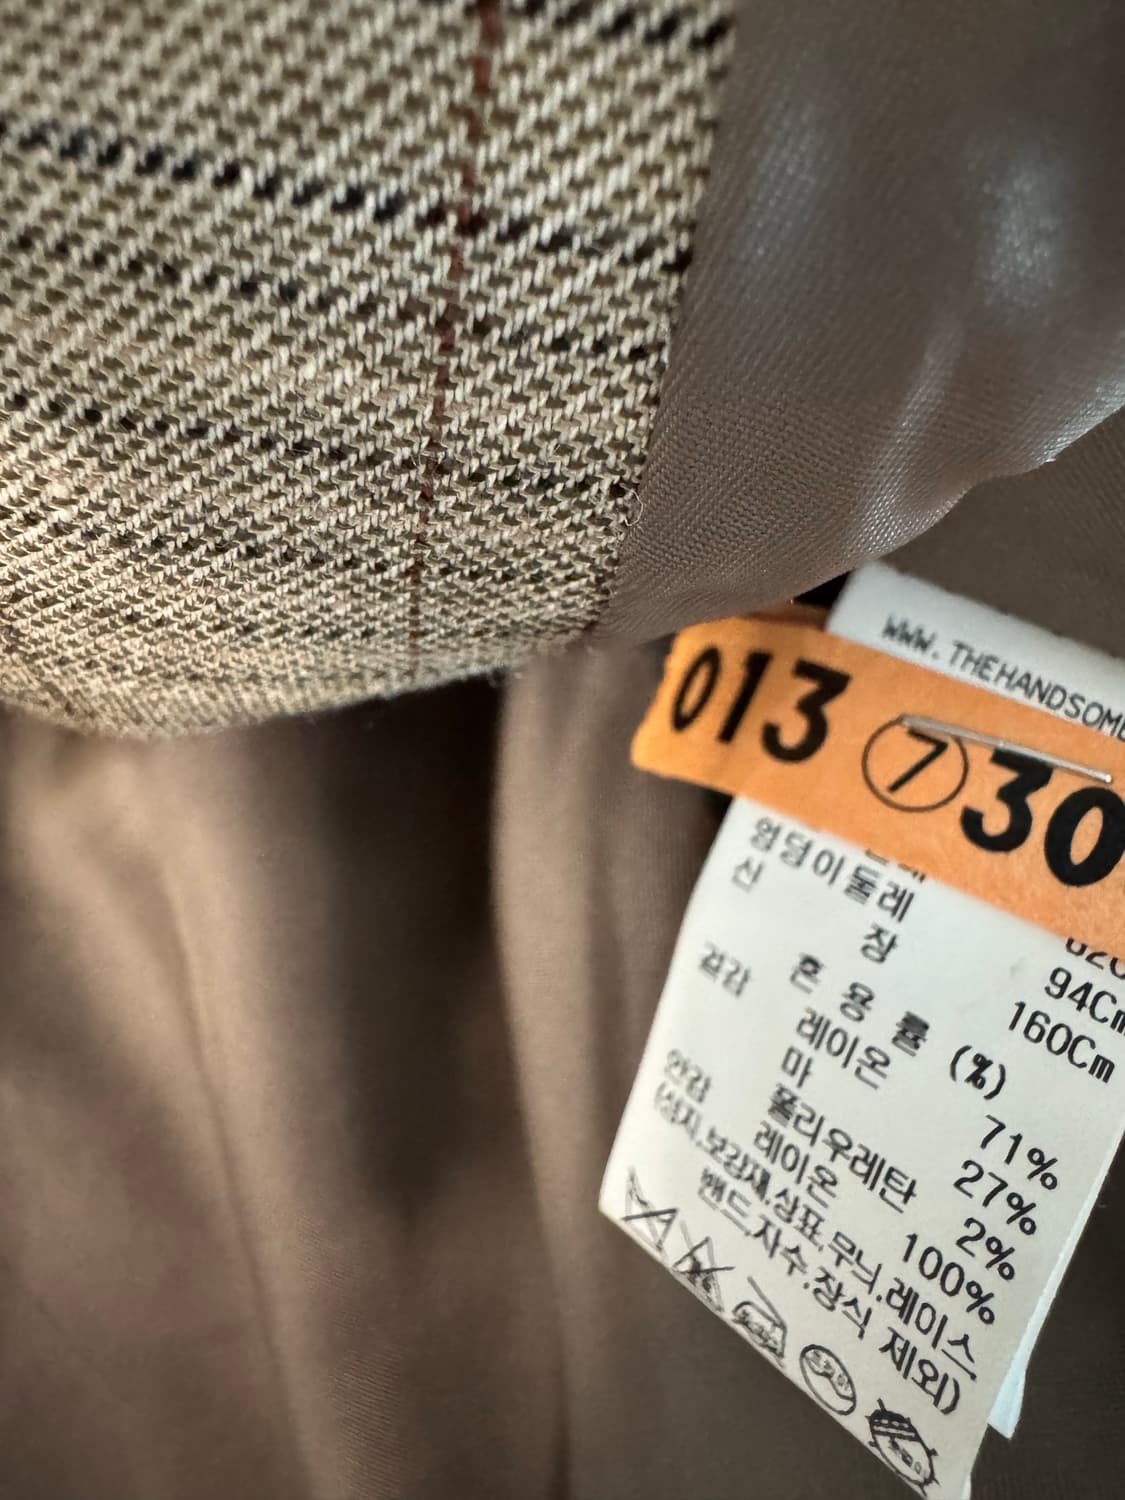 WWW.THEHANDSOME
013 ⑦ 30
엉덩이둘레 94Cm
신 장 160Cm
혼 용 률 (%)
겉감 레이온 71%
마 27%
폴리우레탄 2%
안감 레이온 100%
(심지,보강재,상표,무늬,레이스
밴드,자수,장식 제외)